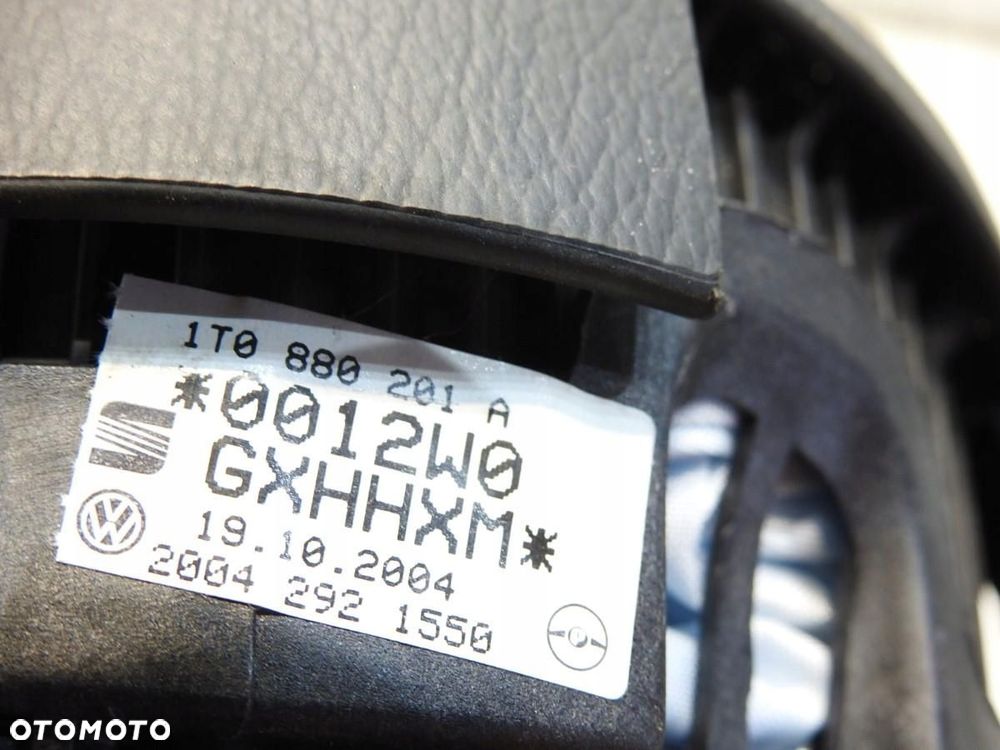 1T0 880 201 A
*0012W0
GXHHXM*
19.10.2004
2004 292 1550
OTOMOTO